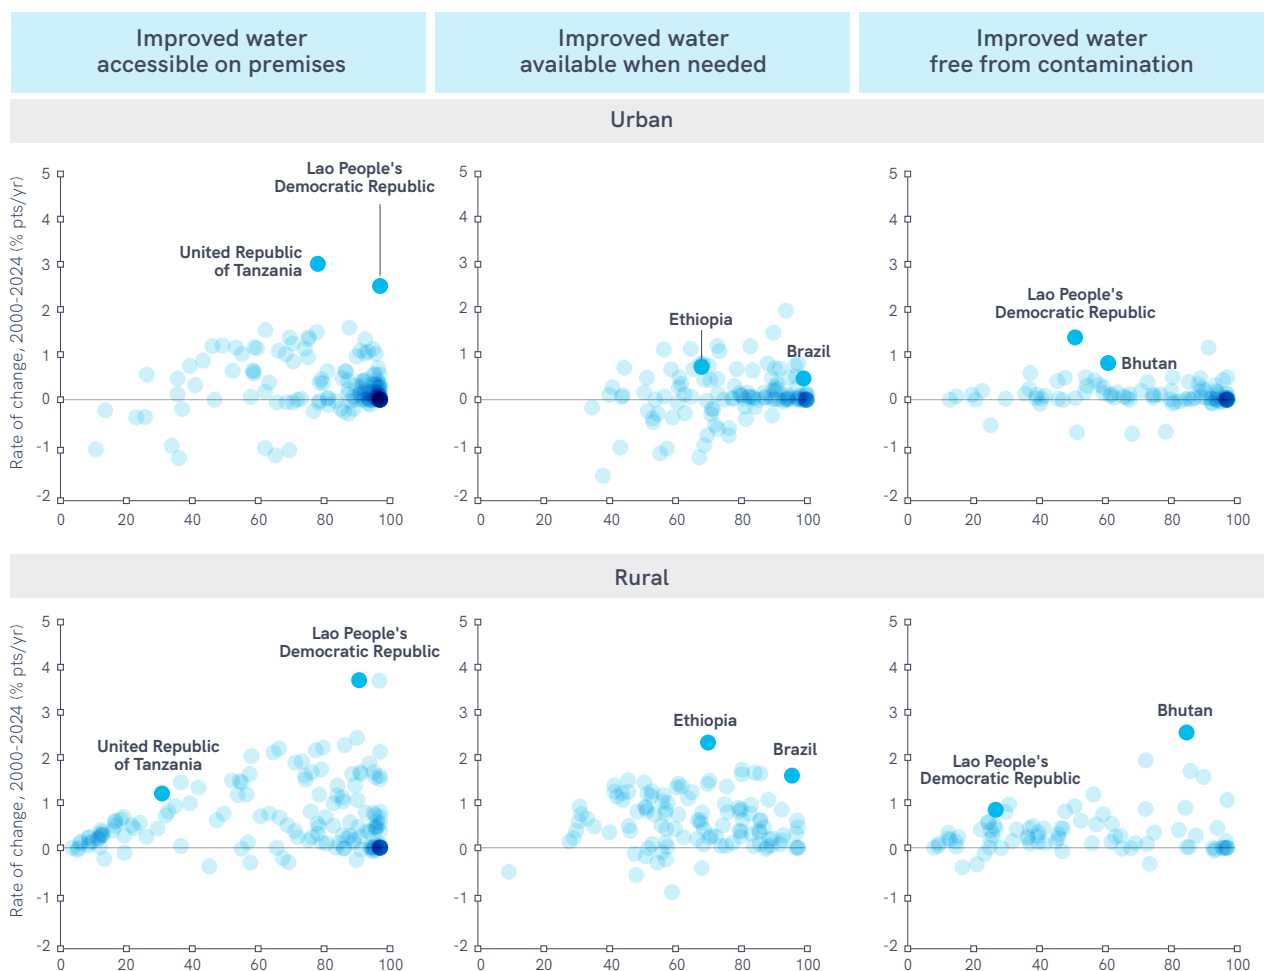 Improved water
accessible on premises
Improved water
available when needed
Improved water
free from contamination
Urban
Rate of change, 2000-2024 (% pts/yr)
5
4
3
2
1
0
-1
-2
0 20 40 60 80 100
Lao People's
Democratic Republic
United Republic
of Tanzania
5
4
3
2
1
0
-1
-2
0 20 40 60 80 100
Ethiopia
Brazil
5
4
3
2
1
0
-1
-2
0 20 40 60 80 100
Lao People's
Democratic Republic
Bhutan
Rural
Rate of change, 2000-2024 (% pts/yr)
5
4
3
2
1
0
-1
-2
0 20 40 60 80 100
Lao People's
Democratic Republic
United Republic
of Tanzania
5
4
3
2
1
0
-1
-2
0 20 40 60 80 100
Ethiopia
Brazil
5
4
3
2
1
0
-1
-2
0 20 40 60 80 100
Bhutan
Lao People's
Democratic Republic